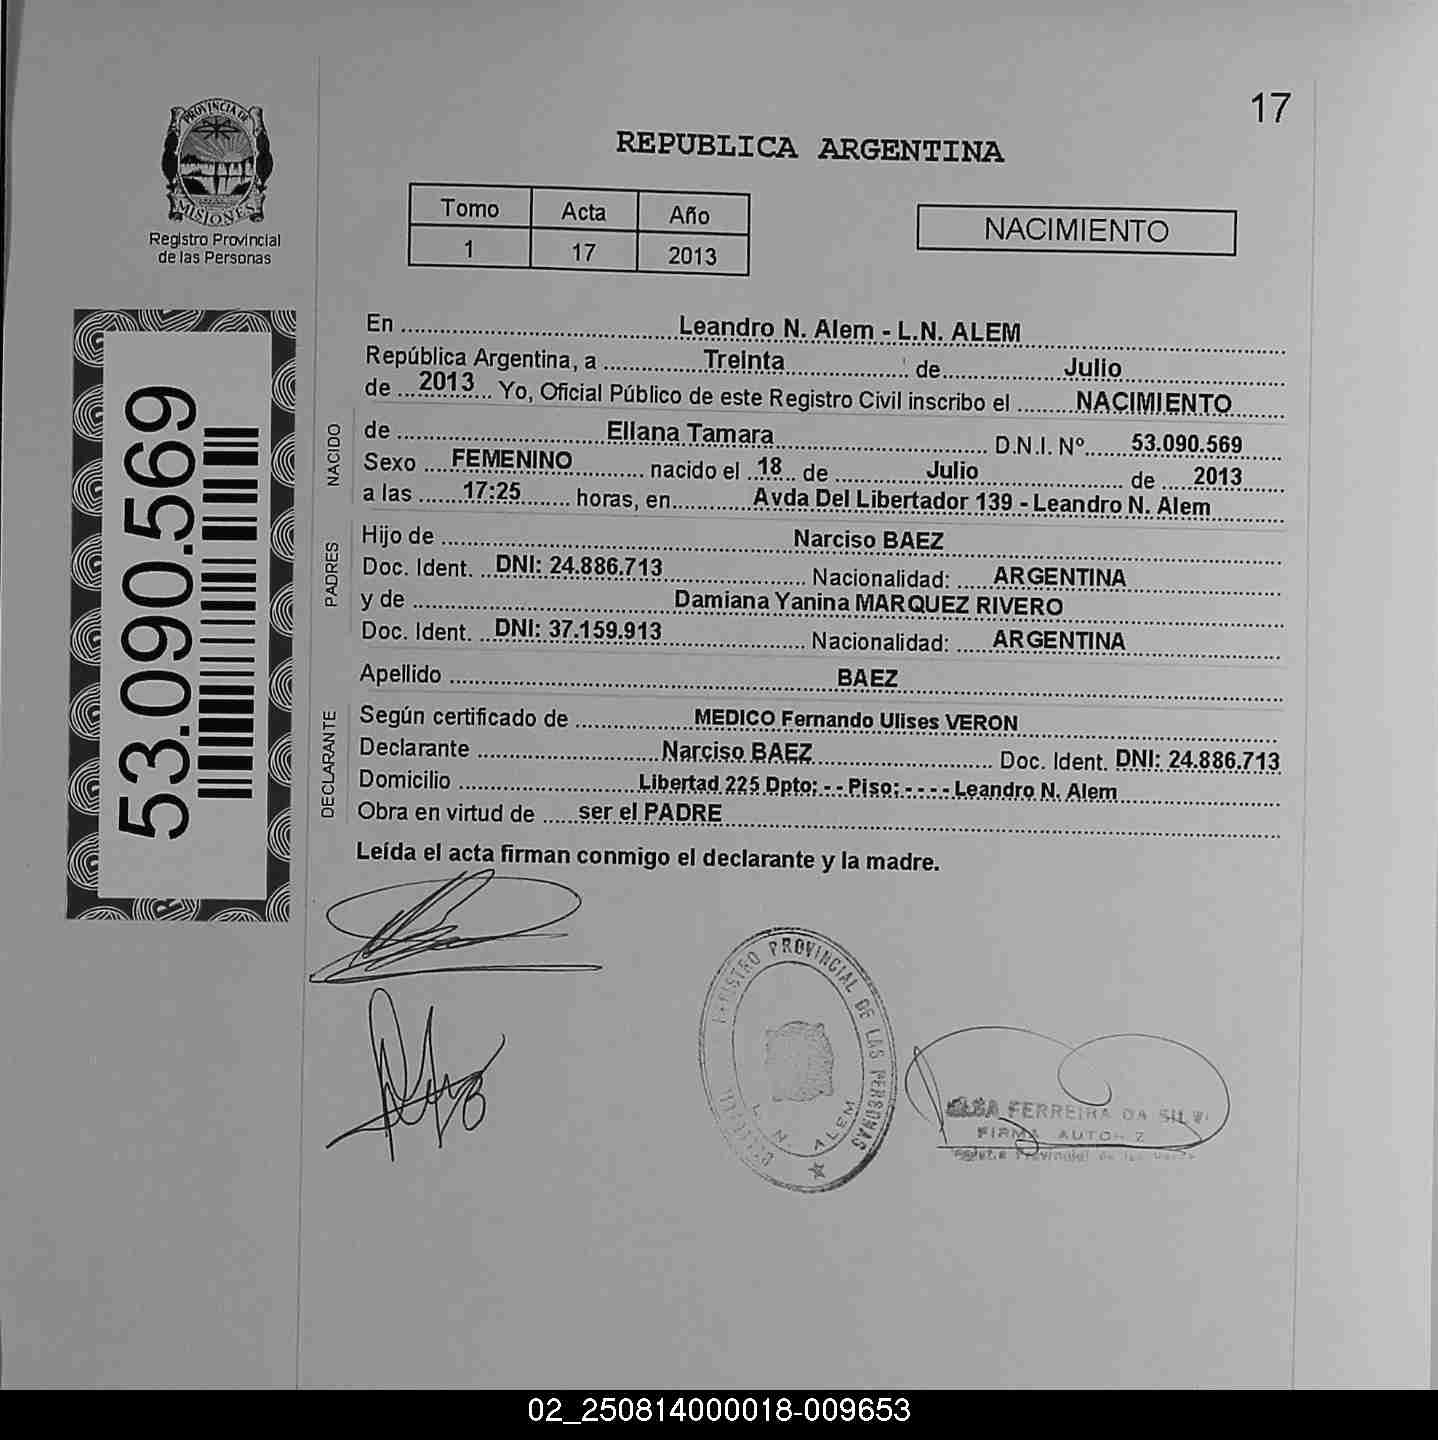 17
PROVINCIA DE
MISIONES
Registro Provincial
de las Personas
REPUBLICA ARGENTINA
Tomo Acta Año
1 17 2013
NACIMIENTO
53.090.569
En Leandro N. Alem - L.N. ALEM
República Argentina, a Treinta de Julio
de 2013 Yo, Oficial Público de este Registro Civil inscribo el NACIMIENTO
NACIDO
de Eliana Tamara D.N.I. Nº 53.090.569
Sexo FEMENINO nacido el 18 de Julio de 2013
a las 17:25 horas, en Avda Del Libertador 139 - Leandro N. Alem
PADRES
Hijo de Narciso BAEZ
Doc. Ident. DNI: 24.886.713 Nacionalidad: ARGENTINA
y de Damiana Yanina MARQUEZ RIVERO
Doc. Ident. DNI: 37.159.913 Nacionalidad: ARGENTINA
Apellido BAEZ
DECLARANTE
Según certificado de MEDICO Fernando Ulises VERON
Declarante Narciso BAEZ Doc. Ident. DNI: 24.886.713
Domicilio Libertad 225 Dpto: - - Piso: - - - - Leandro N. Alem
Obra en virtud de ser el PADRE
Leída el acta firman conmigo el declarante y la madre.
REGISTRO PROVINCIAL DE LAS PERSONAS
L. N. ALEM
FERREIRA DA SILV
FIRMA AUTORIZ
02_250814000018-009653